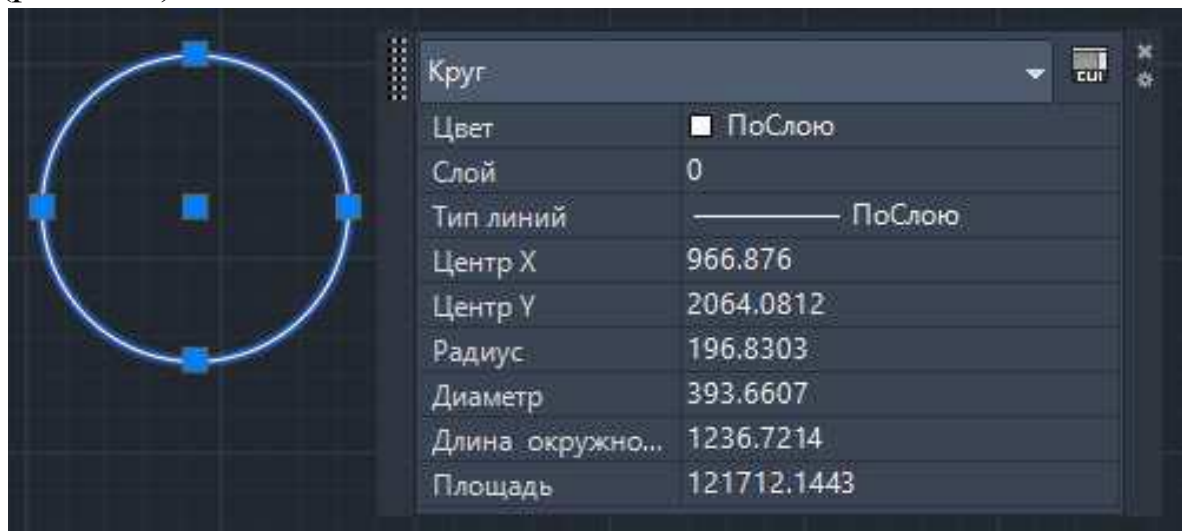 Круг
CUI
Цвет ПоСлою
Слой 0
Тип линий ПоСлою
Центр X 966.876
Центр Y 2064.0812
Радиус 196.8303
Диаметр 393.6607
Длина окружно... 1236.7214
Площадь 121712.1443